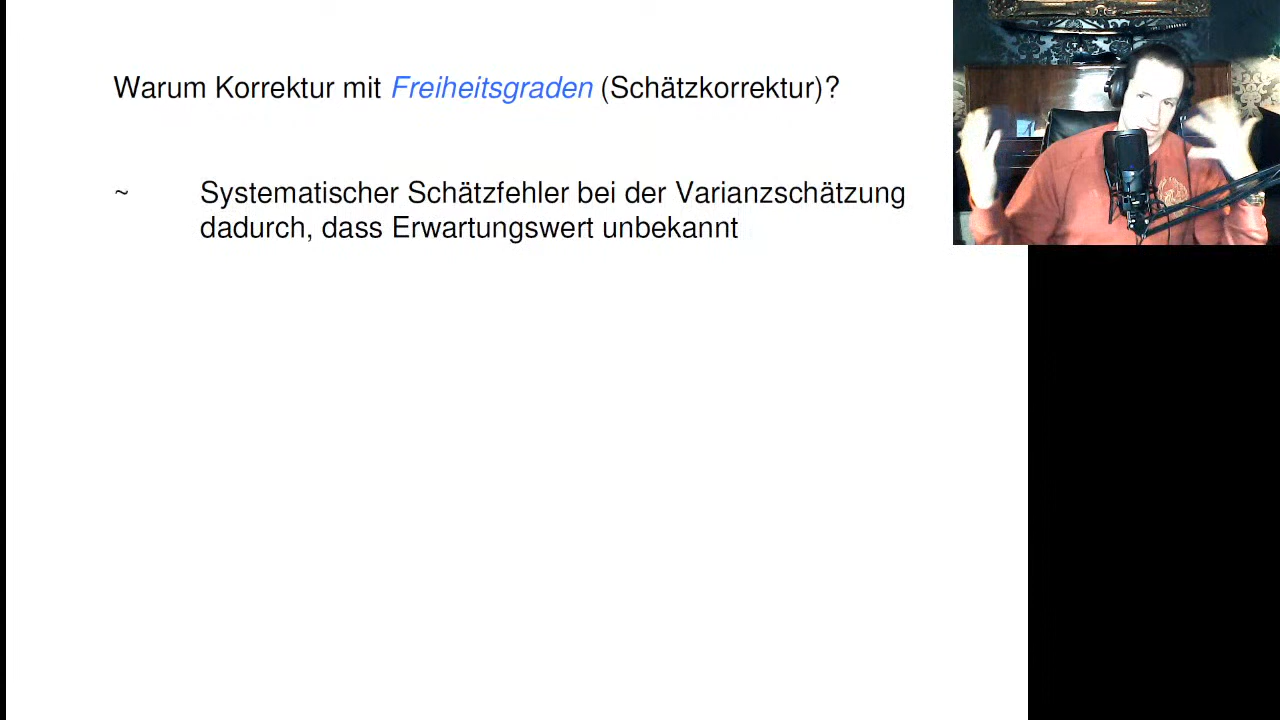 Warum Korrektur mit Freiheitsgraden (Schätzkorrektur)?
~ Systematischer Schätzfehler bei der Varianzschätzung
dadurch, dass Erwartungswert unbekannt